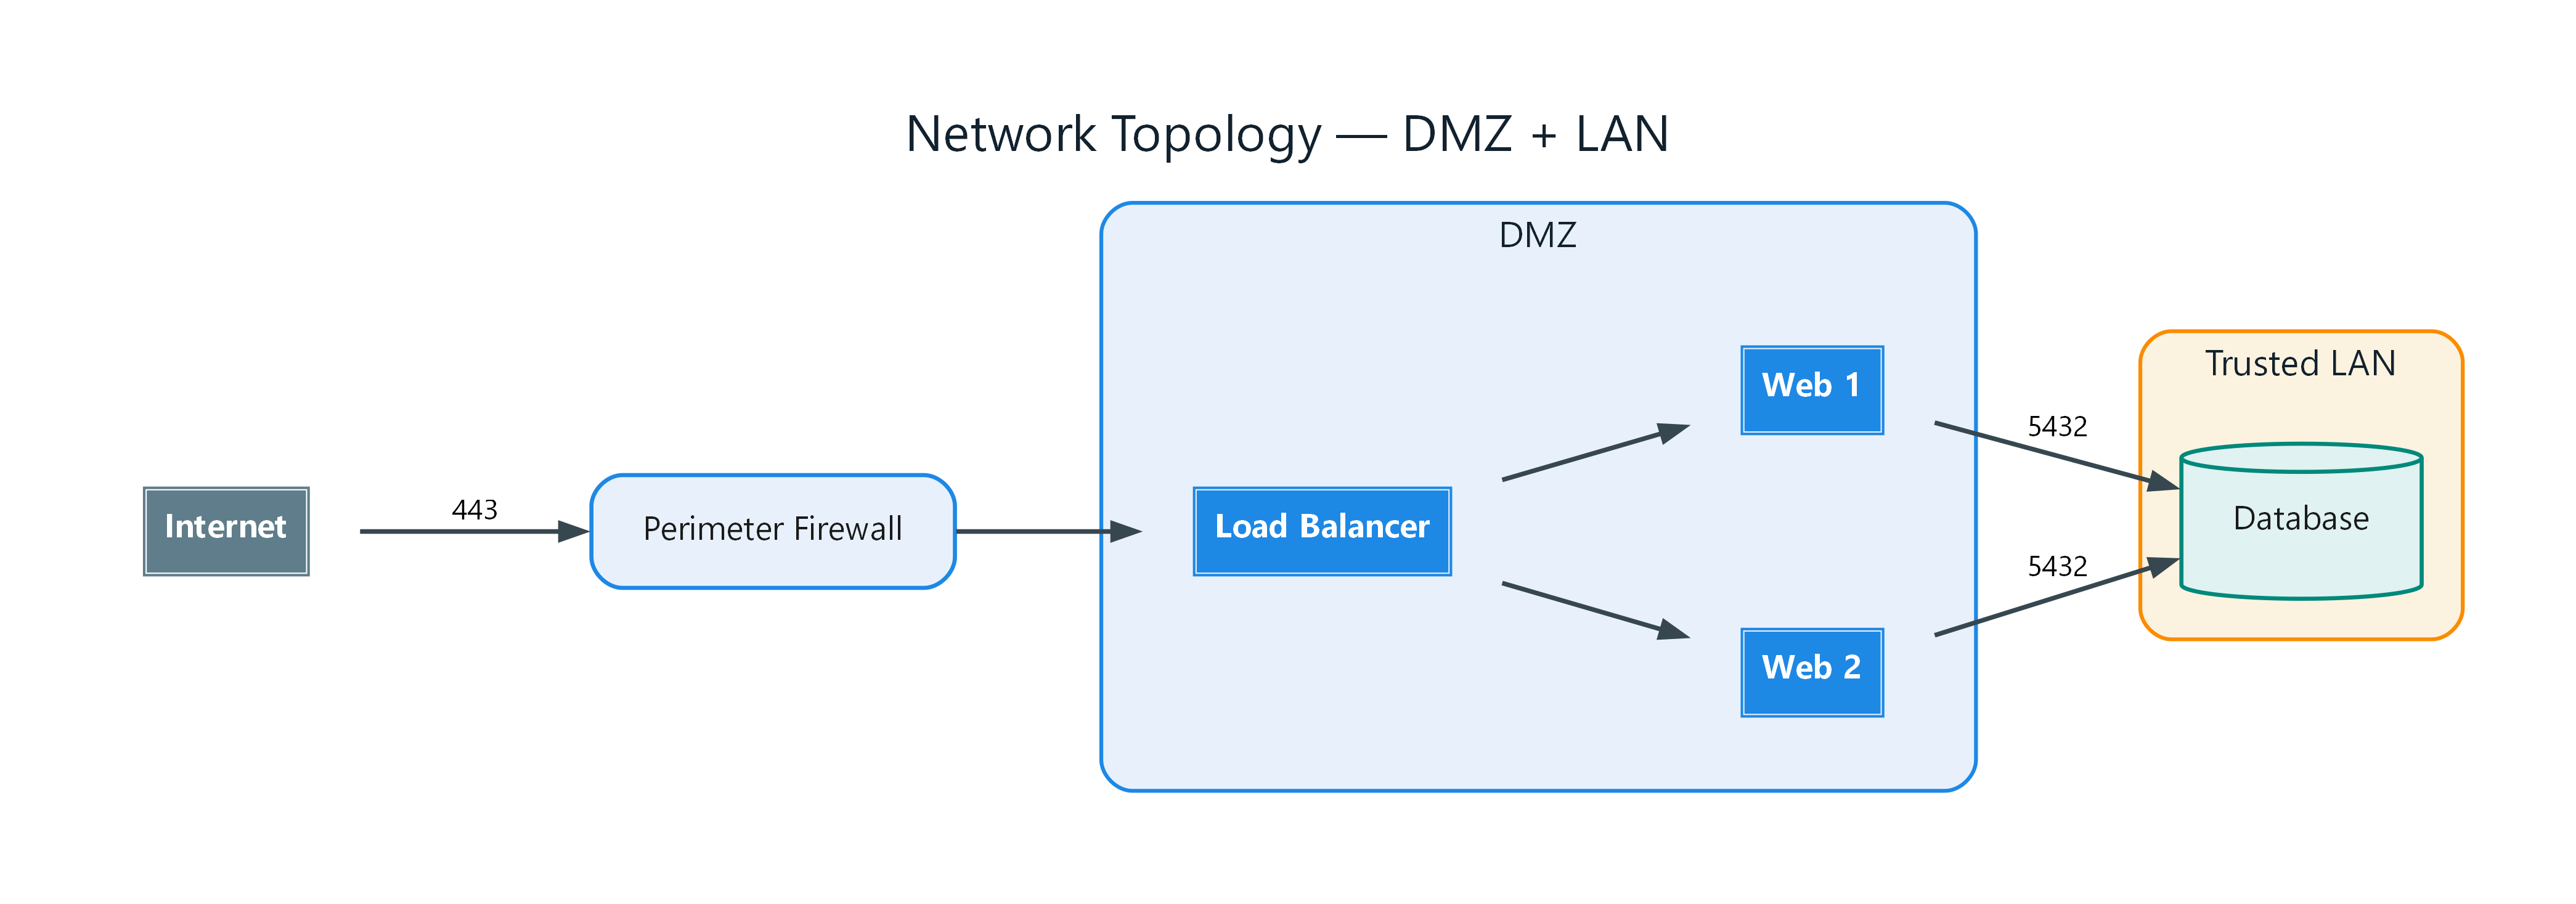 Network Topology — DMZ + LAN
DMZ
Trusted LAN
Internet
443
Perimeter Firewall
Load Balancer
Web 1
Web 2
5432
5432
Database